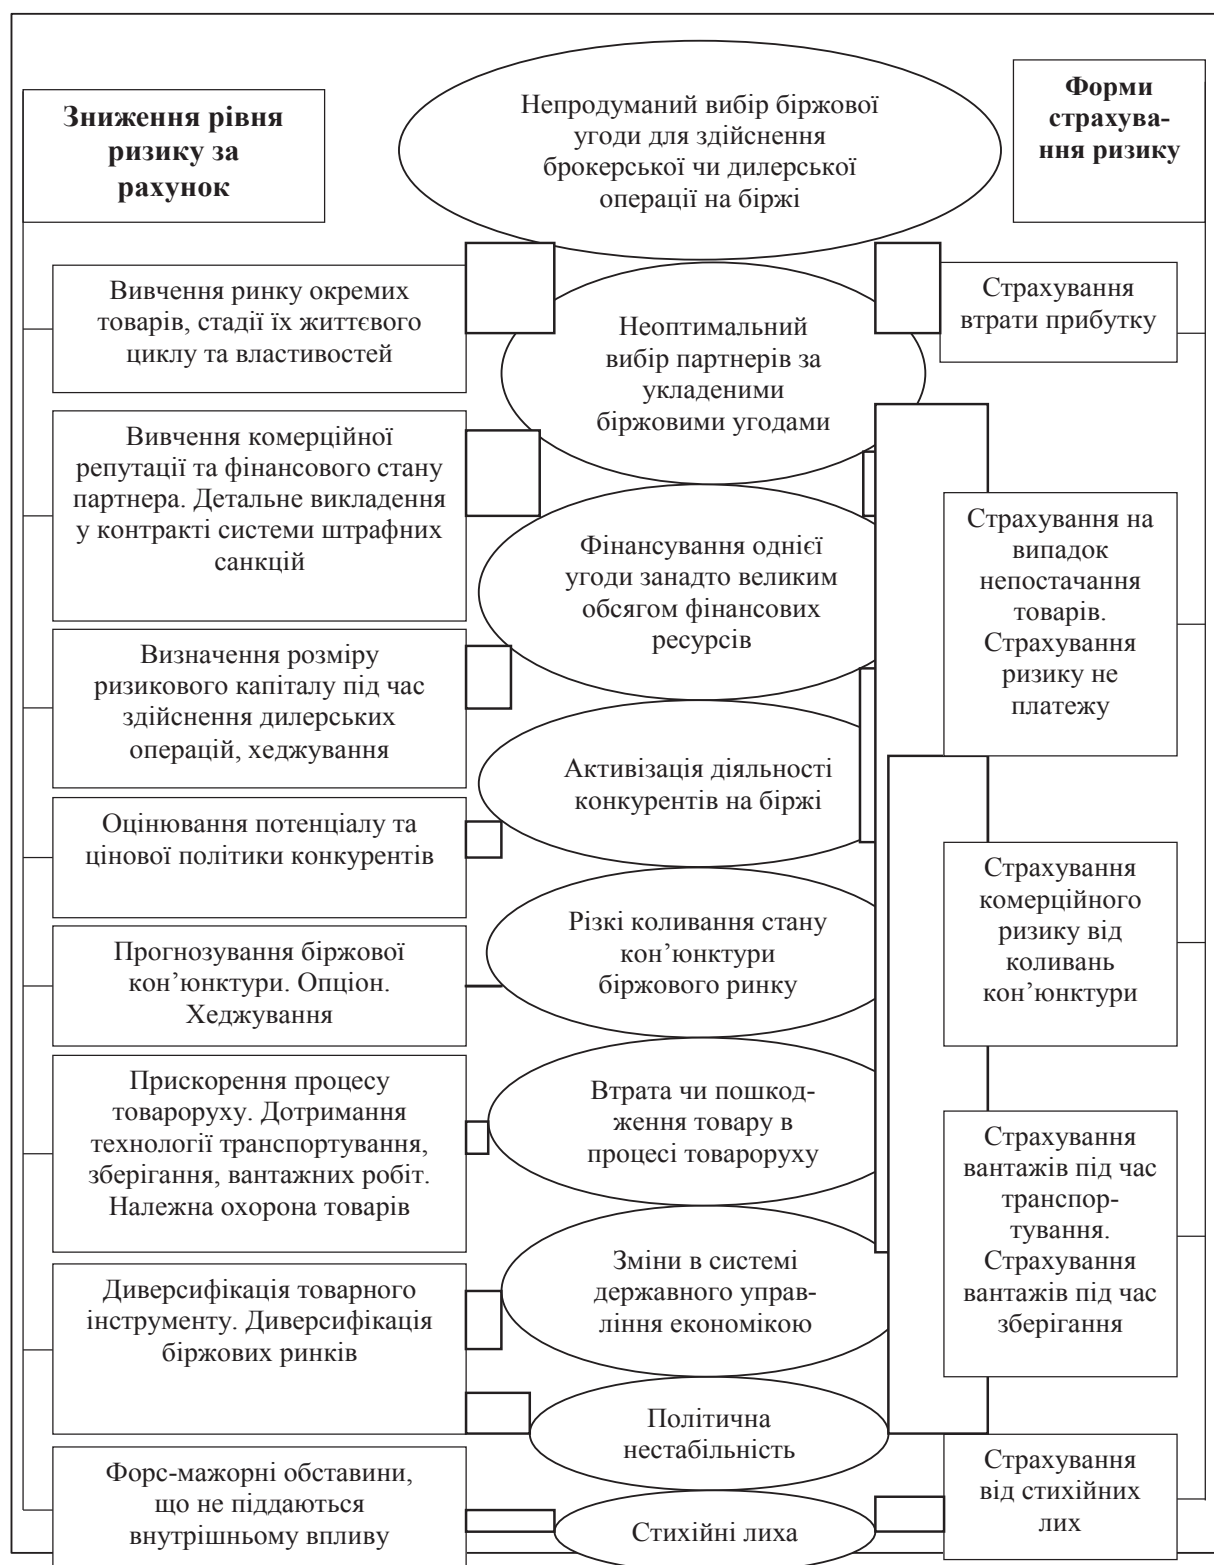 Зниження рівня
ризику за
рахунок
Вивчення ринку окремих
товарів, стадії їх життєвого
циклу та властивостей
Вивчення комерційної
репутації та фінансового стану
партнера. Детальне викладення
у контракті системи штрафних
санкцій
Визначення розміру
ризикового капіталу під час
здійснення дилерських
операцій, хеджування
Оцінювання потенціалу та
цінової політики конкурентів
Прогнозування біржової
кон’юнктури. Опціон.
Хеджування
Прискорення процесу
товароруху. Дотримання
технології транспортування,
зберігання, вантажних робіт.
Належна охорона товарів
Диверсифікація товарного
інструменту. Диверсифікація
біржових ринків
Форс-мажорні обставини,
що не піддаються
внутрішньому впливу
Непродуманий вибір біржової
угоди для здійснення
брокерської чи дилерської
операції на біржі
Неоптимальний
вибір партнерів за
укладеними
біржовими угодами
Фінансування однієї
угоди занадто великим
обсягом фінансових
ресурсів
Активізація діяльності
конкурентів на біржі
Різкі коливання стану
кон’юнктури
біржового ринку
Втрата чи пошкод-
ження товару в
процесі товароруху
Зміни в системі
державного управ-
ління економікою
Політична
нестабільність
Стихійні лиха
Форми
страхува-
ння ризику
Страхування
втрати прибутку
Страхування на
випадок
непостачання
товарів.
Страхування
ризику не
платежу
Страхування
комерційного
ризику від
коливань
кон’юнктури
Страхування
вантажів під час
транспор-
тування.
Страхування
вантажів під час
зберігання
Страхування
від стихійних
лих